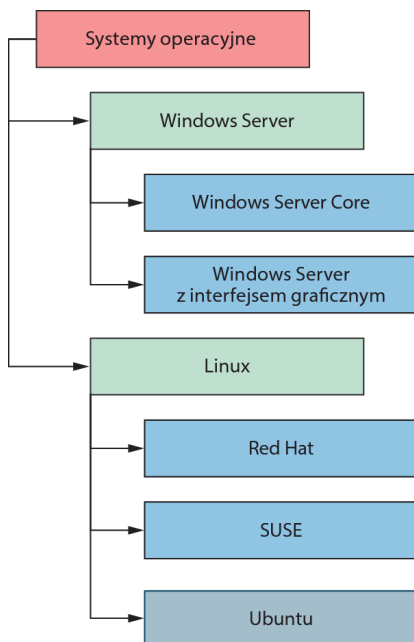 Systemy operacyjne
Windows Server
Windows Server Core
Windows Server
z interfejsem graficznym
Linux
Red Hat
SUSE
Ubuntu